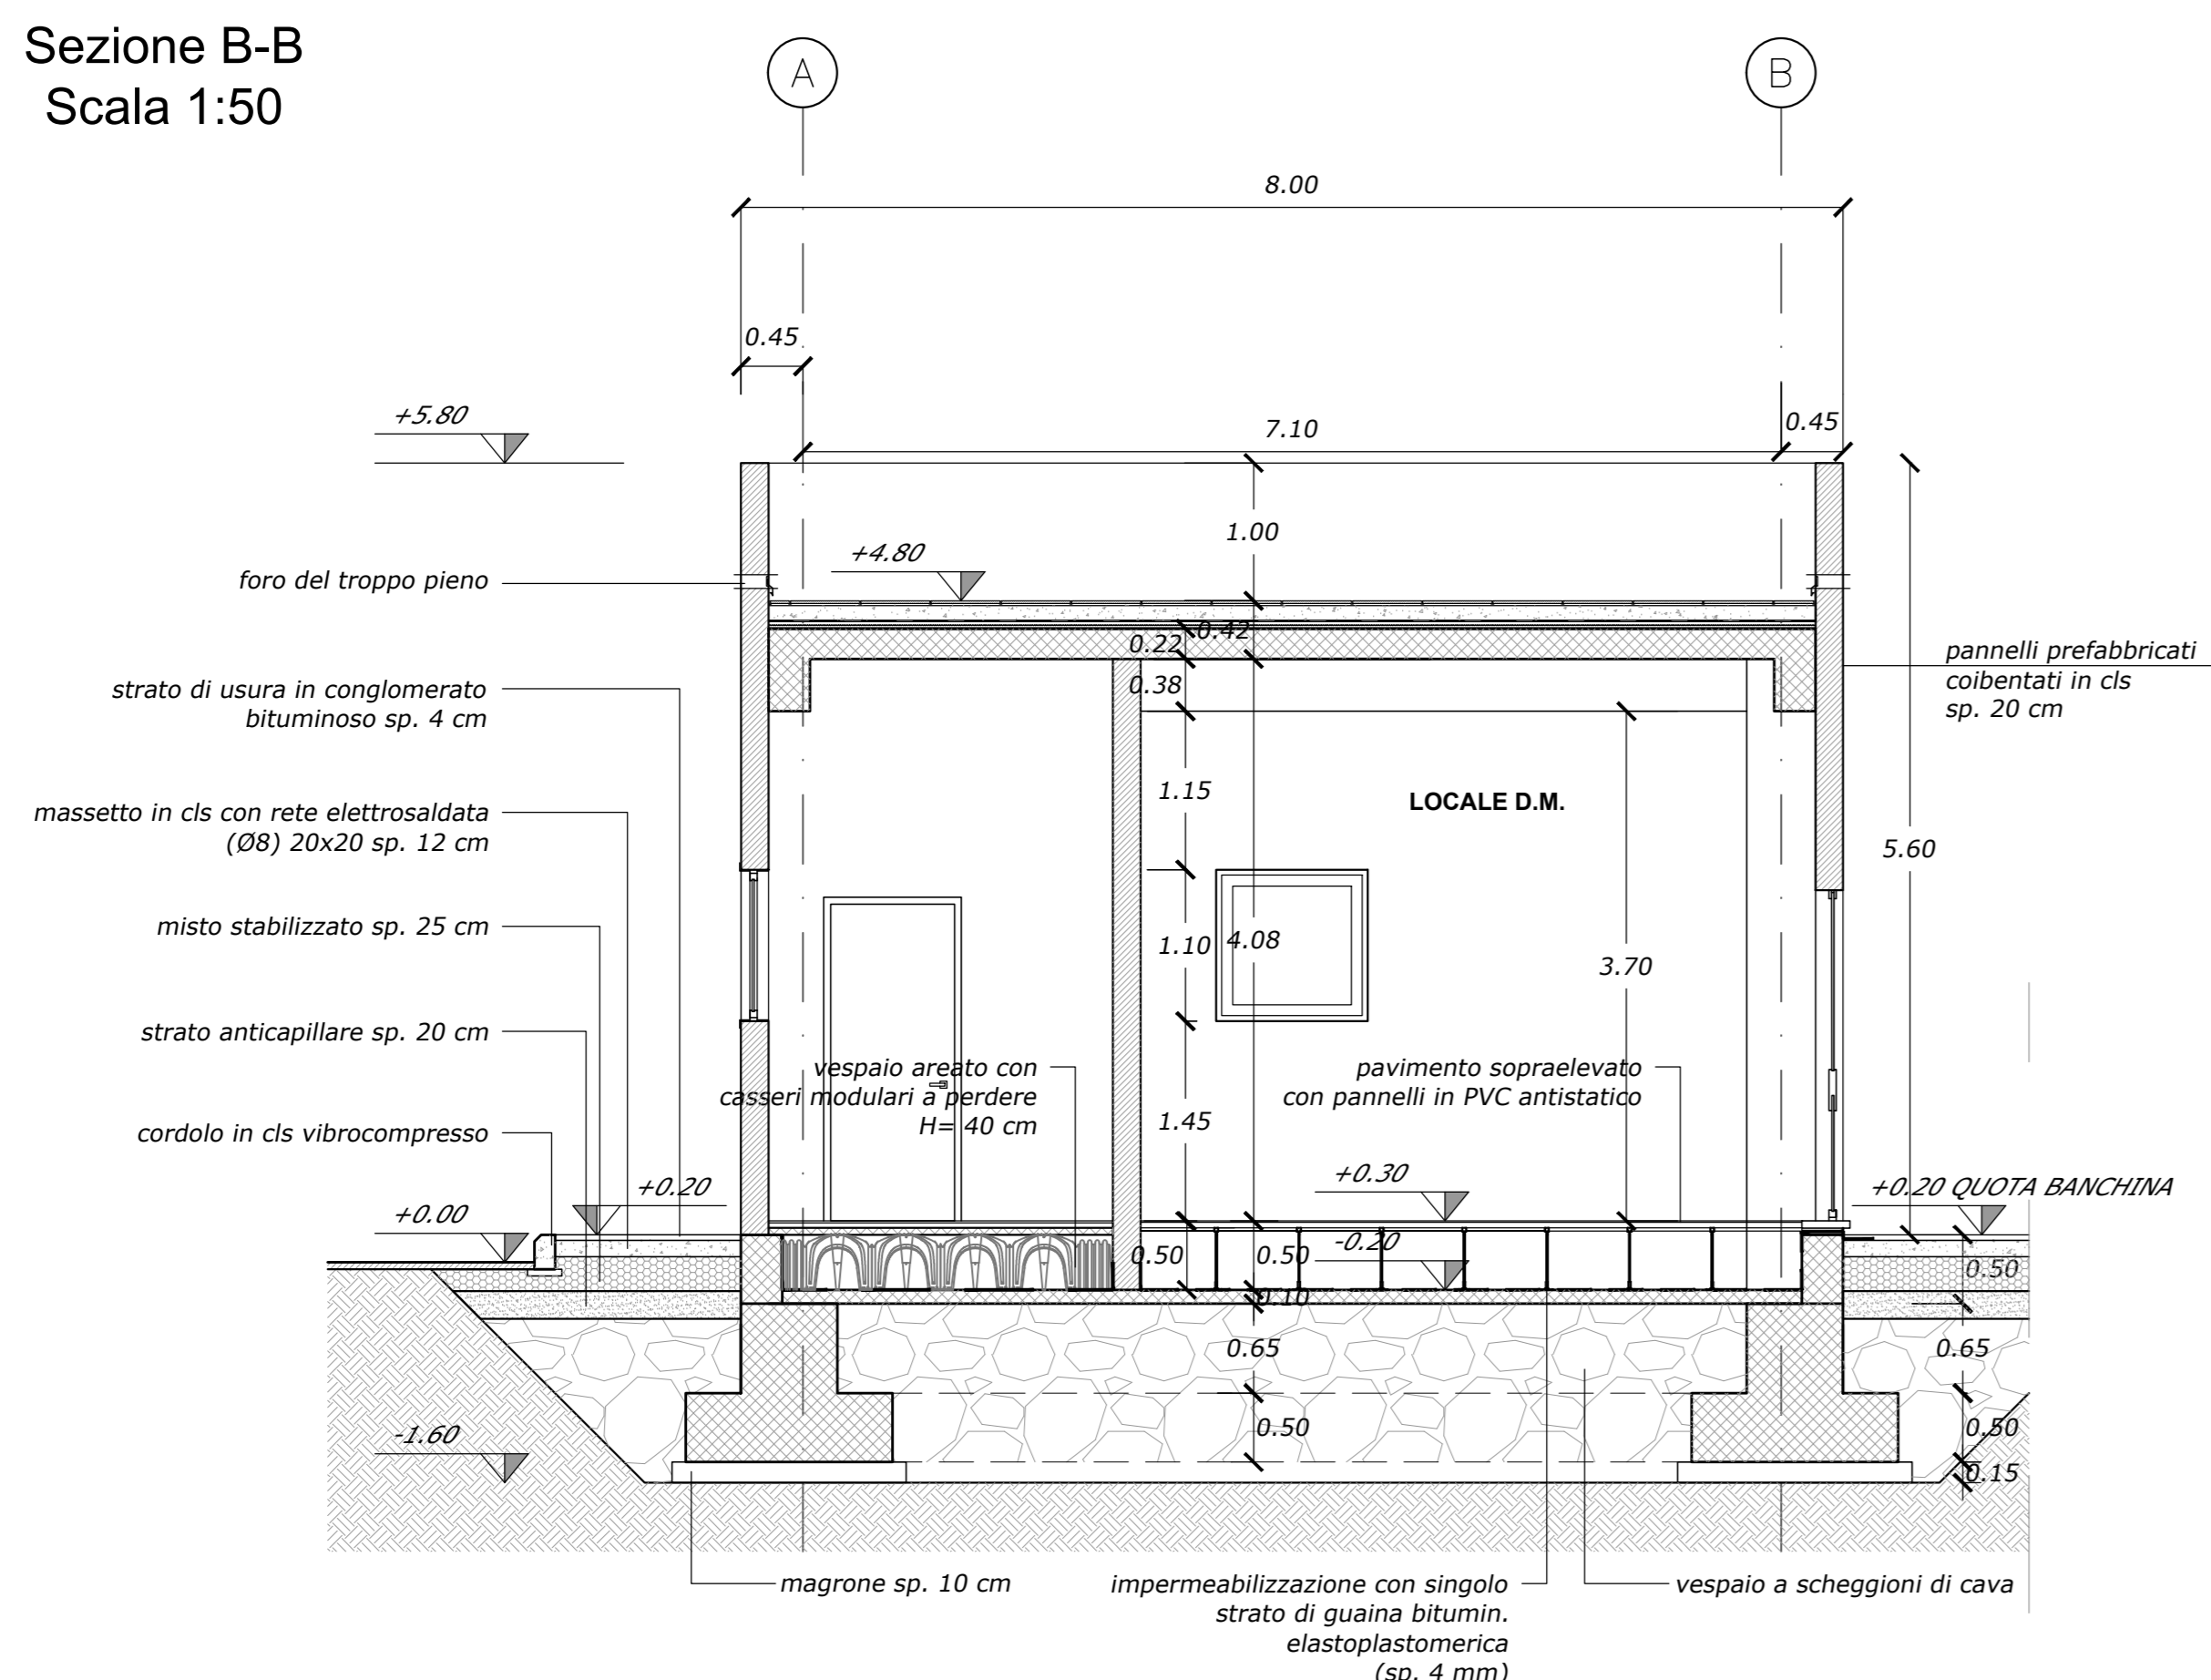 Sezione B-B
Scala 1:50
A
B
8.00
0.45
+5.80
7.10
0.45
1.00
+4.80
foro del troppo pieno
0.42
0.22
pannelli prefabbricati
coibentati in cls
sp. 20 cm
0.38
strato di usura in conglomerato
bituminoso sp. 4 cm
1.15
LOCALE D.M.
massetto in cls con rete elettrosaldata
(Ø8) 20x20 sp. 12 cm
5.60
misto stabilizzato sp. 25 cm
1.10
4.08
3.70
strato anticapillare sp. 20 cm
vespaio areato con
casseri modulari a perdere
H= 40 cm
pavimento sopraelevato
con pannelli in PVC antistatico
1.45
cordolo in cls vibrocompresso
+0.30
+0.20
+0.20 QUOTA BANCHINA
+0.00
-0.20
0.50
0.50
0.50
0.10
0.65
0.65
0.50
0.50
-1.60
0.15
magrone sp. 10 cm
impermeabilizzazione con singolo
strato di guaina bitumin.
elastoplastomerica
(sp. 4 mm)
vespaio a scheggioni di cava